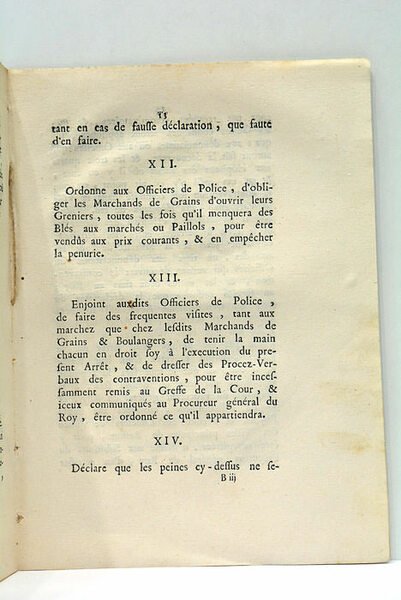 13
tant en cas de fausse déclaration, que faute
d'en faire.
XII.
Ordonne aux Officiers de Police, d'obli-
ger les Marchands de Grains d'ouvrir leurs
Greniers, toutes les fois qu'il menquera des
Blés aux marchés ou Paillols, pour être
vendûs aux prix courants, & en empêcher
la penurie.
XIII.
Enjoint auxdits Officiers de Police,
de faire des frequentes visites, tant aux
marchez que chez lesdits Marchands de
Grains & Boulangers, de tenir la main
chacun en droit soy à l'execution du pre-
sent Arrêt, & de dresser des Procez-Ver-
baux des contraventions, pour être inces-
samment remis au Greffe de la Cour, &
iceux communiqués au Procureur général du
Roy, être ordonné ce qu'il appartiendra.
XIV.
Déclare que les peines cy-dessus ne se-
B iij